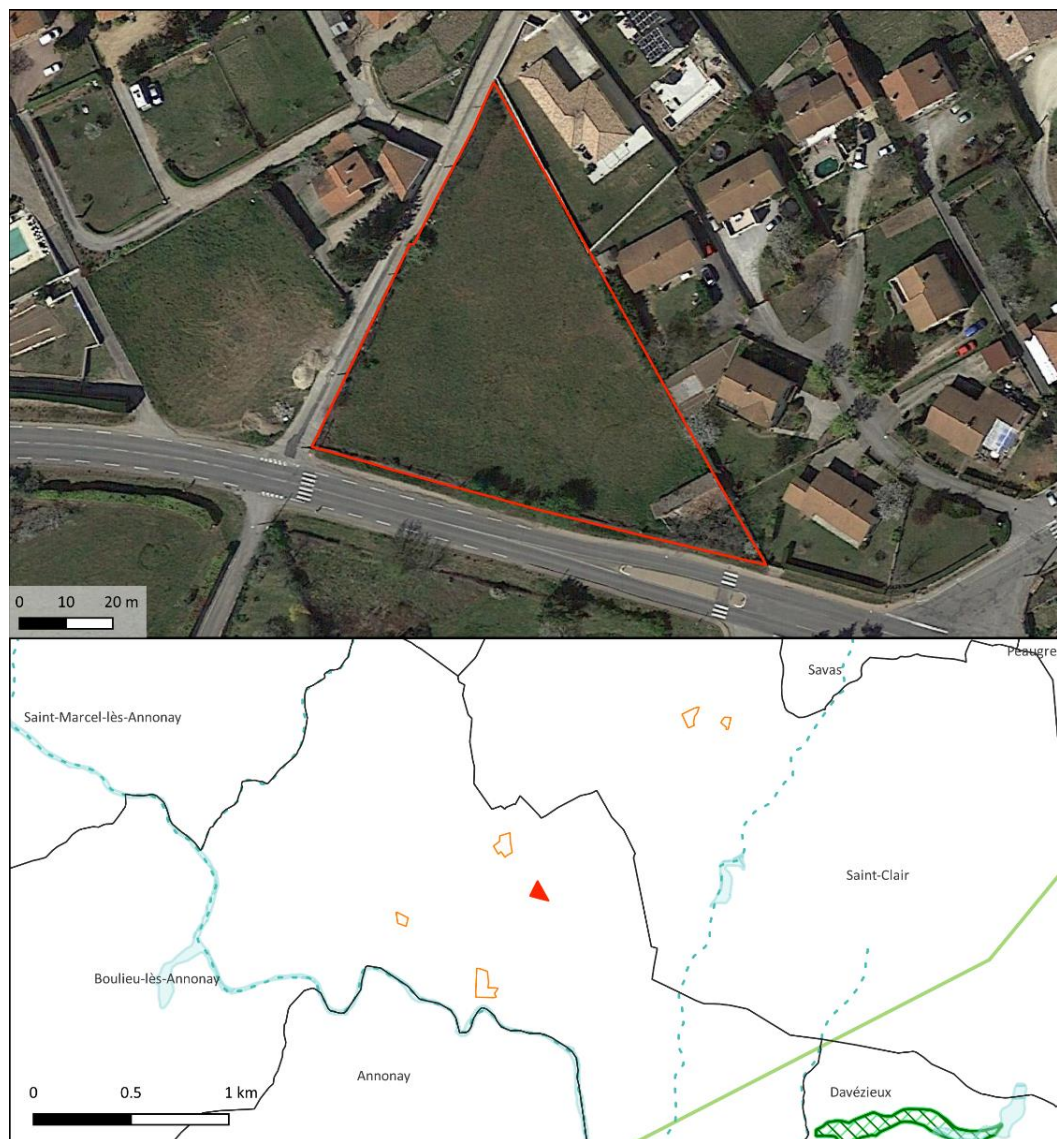 0 10 20 m
Savas
Peaugre
Saint-Marcel-lès-Annonay
Saint-Clair
Boulieu-lès-Annonay
Annonay
Davézieux
0 0.5 1 km